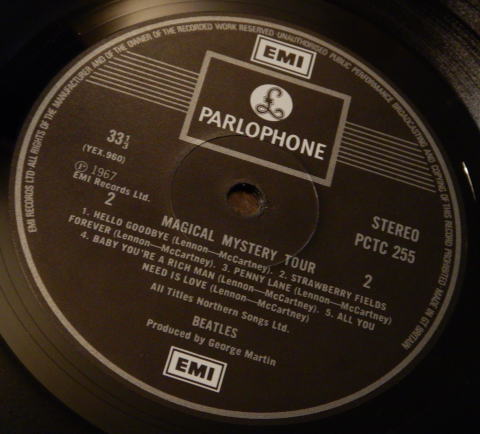 EMI RECORDS LTD · ALL RIGHTS OF THE MANUFACTURER AND OF THE OWNER OF THE RECORDED WORK RESERVED · UNAUTHORISED PUBLIC PERFORMANCE BROADCASTING AND COPYING OF THIS RECORD PROHIBITED · MADE IN GT. BRITAIN
EMI
£
PARLOPHONE
33⅓
(YEX.960)
Ⓟ 1967
EMI Records Ltd.
2
STEREO
PCTC 255
2
MAGICAL MYSTERY TOUR
1. HELLO GOODBYE (Lennon—McCartney). 2. STRAWBERRY FIELDS
FOREVER (Lennon—McCartney). 3. PENNY LANE (Lennon—McCartney)
4. BABY YOU'RE A RICH MAN (Lennon—McCartney). 5. ALL YOU
NEED IS LOVE (Lennon—McCartney)
All Titles Northern Songs Ltd.
BEATLES
Produced by George Martin
EMI